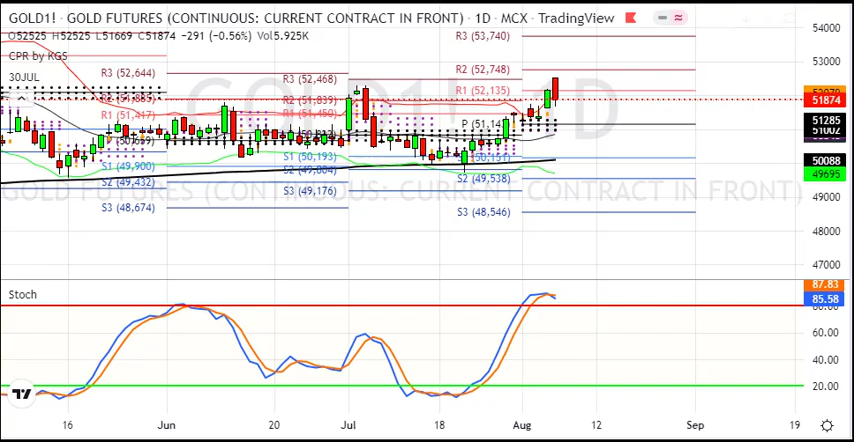 GOLD1! · GOLD FUTURES (CONTINUOUS: CURRENT CONTRACT IN FRONT) · 1D · MCX · TradingView
O52525 H52525 L51669 C51874 −291 (−0.56%) Vol5.925K
CPR by KGS
30JUL
GOLD1!, 1D
GOLD FUTURES (CONTINUOUS: CURRENT CONTRACT IN FRONT)
R3 (52,644)
R1 (51,417)
S1 (49,900)
S2 (49,432)
S3 (48,674)
R3 (52,468)
R2 (51,839)
R1 (51,450)
S1 (50,193)
S2 (49,804)
S3 (49,176)
R3 (53,740)
R2 (52,748)
R1 (52,135)
P (51,14
S2 (49,538)
S3 (48,546)
54000
53000
51874
51285
51002
50088
49695
49000
48000
47000
Stoch
87.83
85.58
60.00
40.00
20.00
16
Jun
20
Jul
18
Aug
12
Sep
19